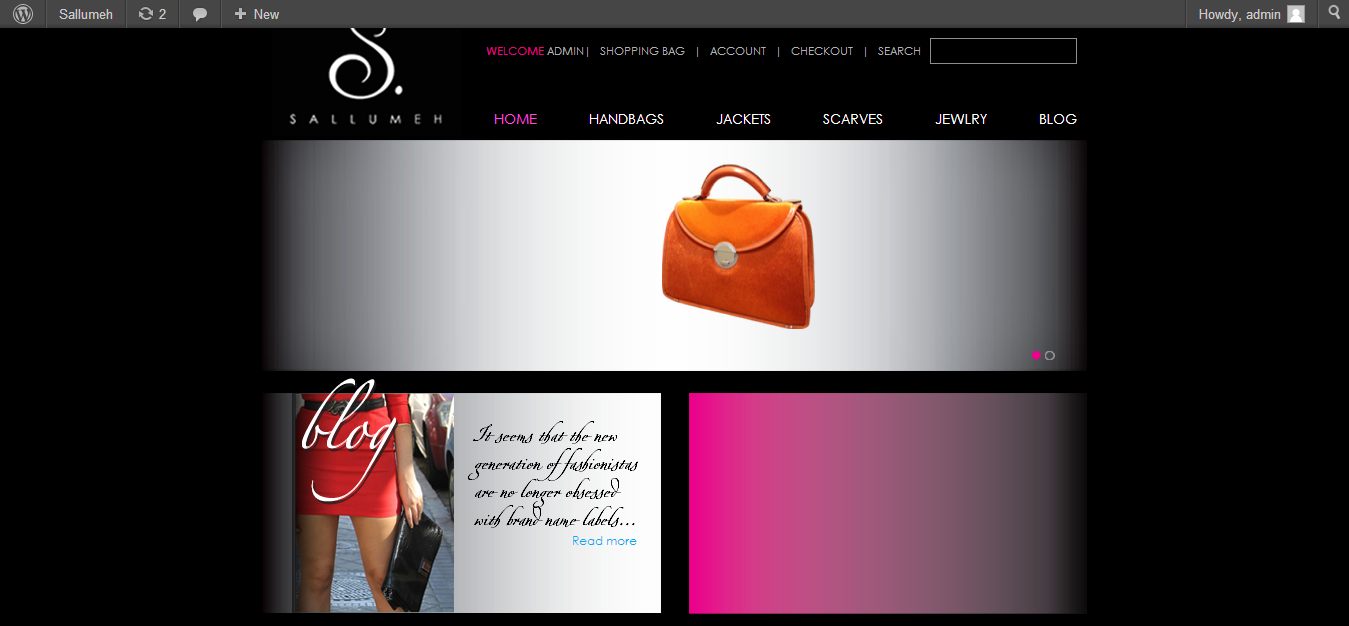 Sallumeh 2 New Howdy, admin
S.
SALLUMEH
WELCOME ADMIN| SHOPPING BAG | ACCOUNT | CHECKOUT | SEARCH
HOME HANDBAGS JACKETS SCARVES JEWLRY BLOG
blog
It seems that the new
generation of fashionistas
are no longer obsessed
with brand name labels...
Read more